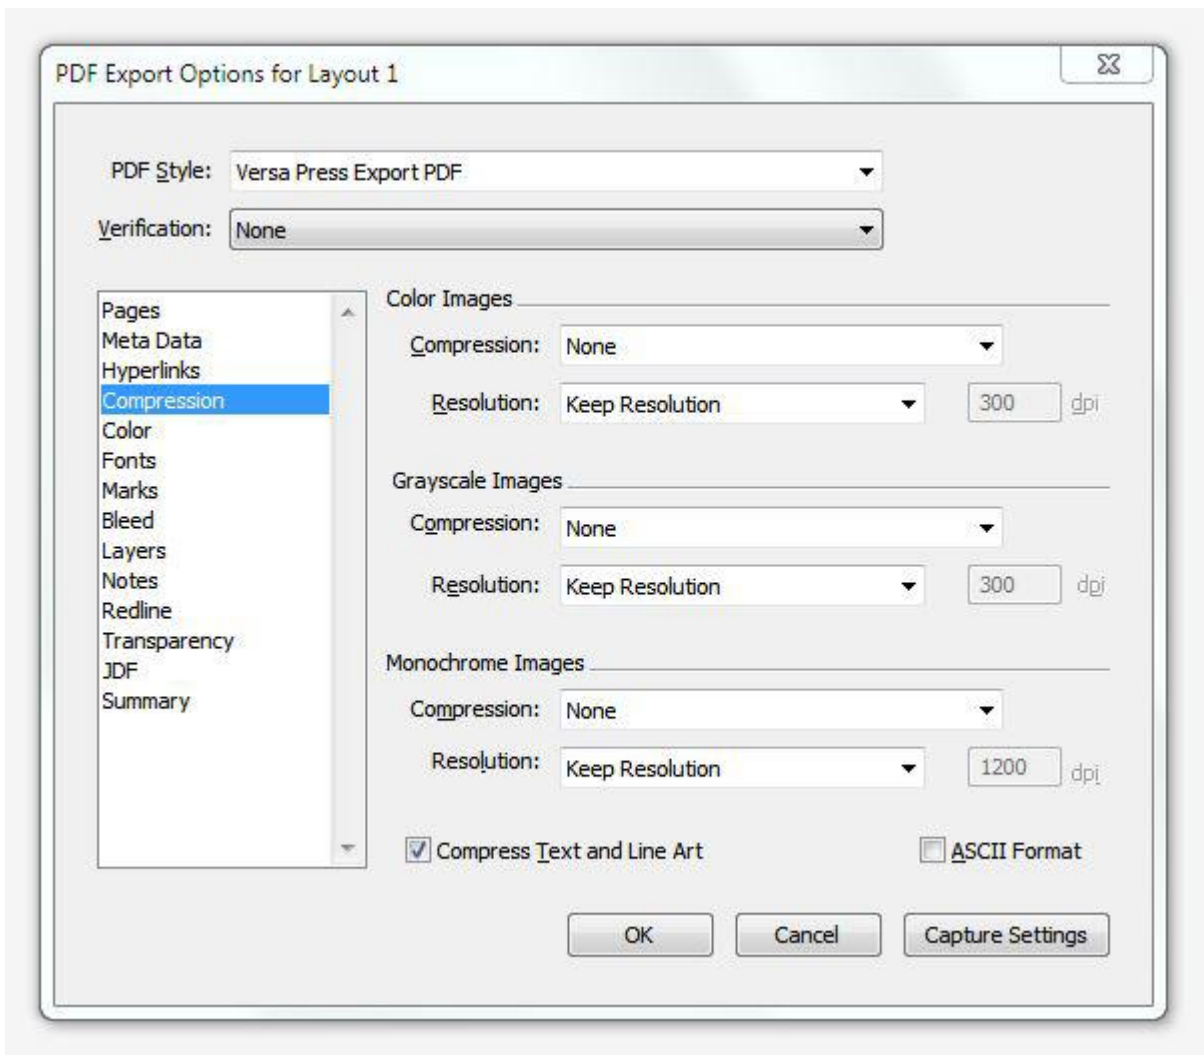 PDF Export Options for Layout 1
PDF Style: Versa Press Export PDF
Verification: None
Pages
Meta Data
Hyperlinks
Compression
Color
Fonts
Marks
Bleed
Layers
Notes
Redline
Transparency
JDF
Summary
Color Images
Compression: None
Resolution: Keep Resolution 300 dpi
Grayscale Images
Compression: None
Resolution: Keep Resolution 300 dpi
Monochrome Images
Compression: None
Resolution: Keep Resolution 1200 dpi
Compress Text and Line Art ASCII Format
OK Cancel Capture Settings